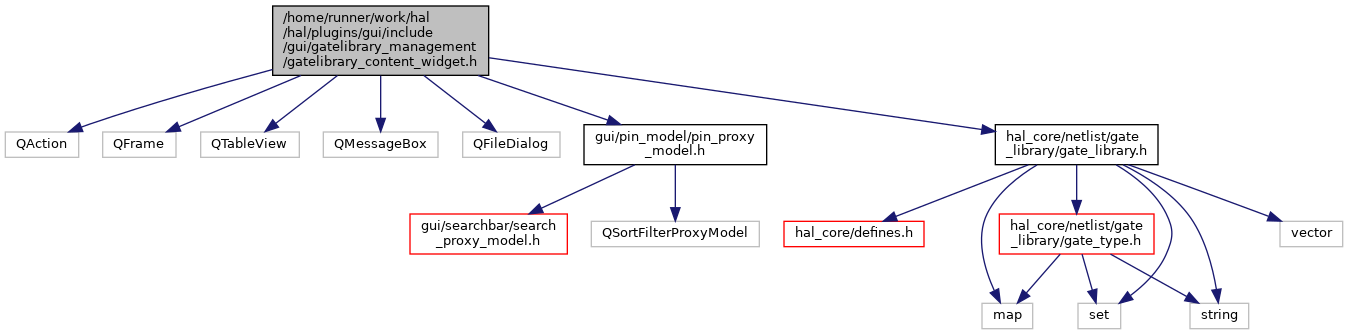 /home/runner/work/hal
/hal/plugins/gui/include
/gui/gatelibrary_management
/gatelibrary_content_widget.h
QAction
QFrame
QTableView
QMessageBox
QFileDialog
gui/pin_model/pin_proxy
_model.h
hal_core/netlist/gate
_library/gate_library.h
gui/searchbar/search
_proxy_model.h
QSortFilterProxyModel
hal_core/defines.h
hal_core/netlist/gate
_library/gate_type.h
vector
map
set
string